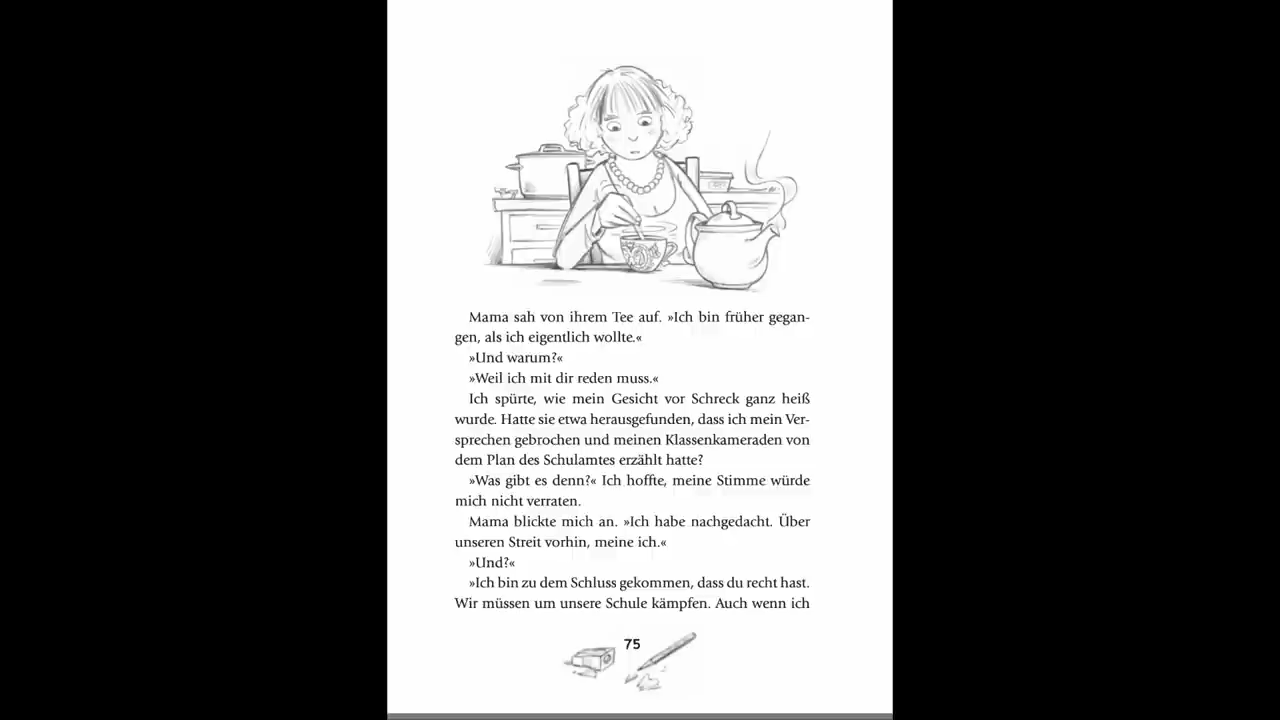 Mama sah von ihrem Tee auf. »Ich bin früher gegan-
gen, als ich eigentlich wollte.«
»Und warum?«
»Weil ich mit dir reden muss.«
Ich spürte, wie mein Gesicht vor Schreck ganz heiß
wurde. Hatte sie etwa herausgefunden, dass ich mein Ver-
sprechen gebrochen und meinen Klassenkameraden von
dem Plan des Schulamtes erzählt hatte?
»Was gibt es denn?« Ich hoffte, meine Stimme würde
mich nicht verraten.
Mama blickte mich an. »Ich habe nachgedacht. Über
unseren Streit vorhin, meine ich.«
»Und?«
»Ich bin zu dem Schluss gekommen, dass du recht hast.
Wir müssen um unsere Schule kämpfen. Auch wenn ich
75